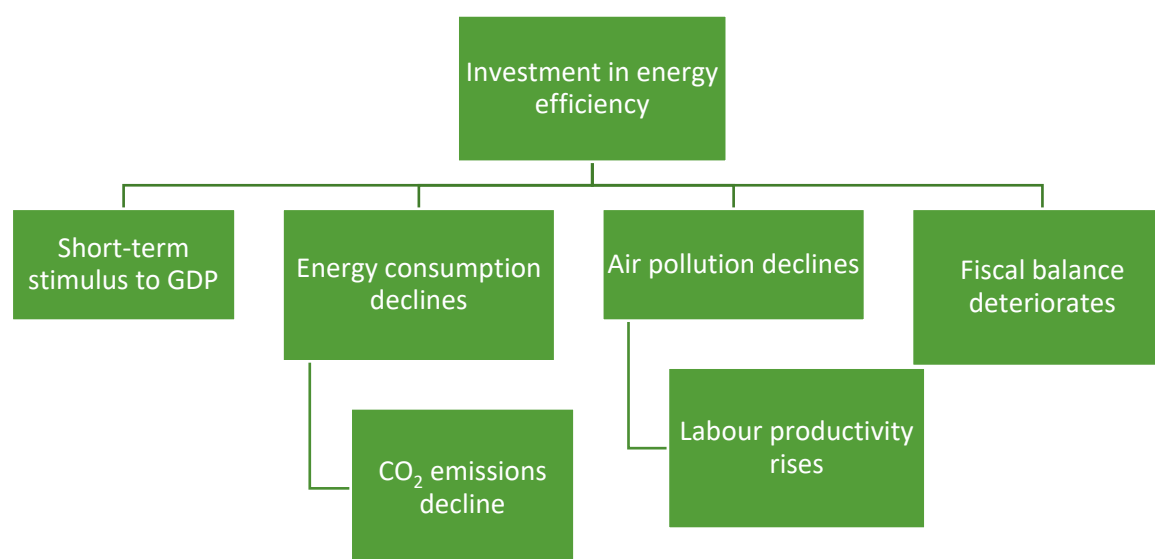 Investment in energy
efficiency
Short-term
stimulus to GDP
Energy consumption
declines
Air pollution declines
Fiscal balance
deteriorates
CO₂ emissions
decline
Labour productivity
rises